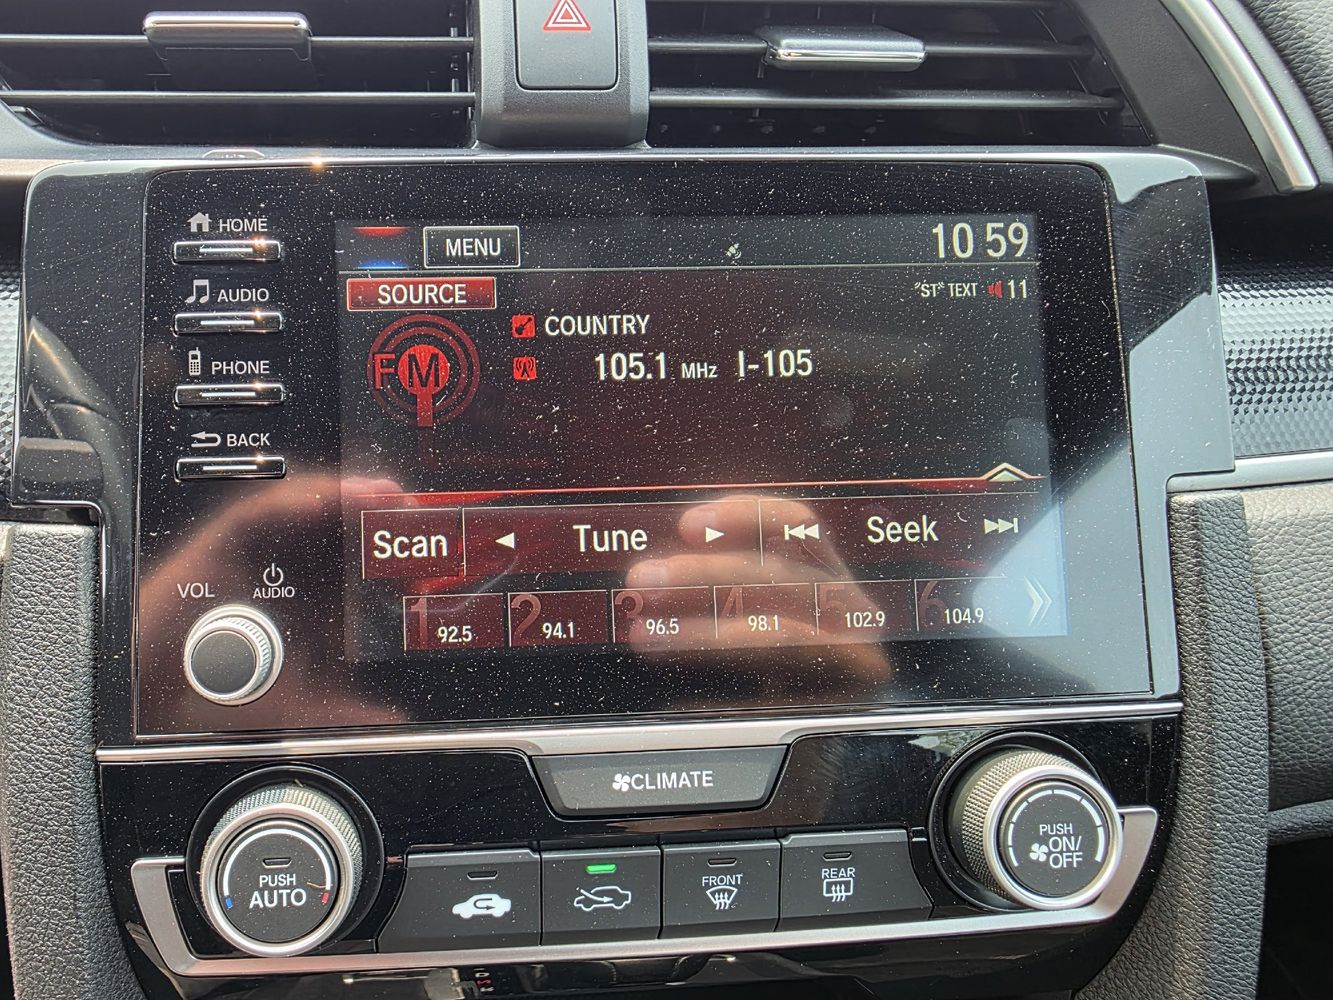 HOME
MENU
10 59
AUDIO
SOURCE
"ST" TEXT 11
COUNTRY
FM
105.1 MHz I-105
PHONE
BACK
Scan
Tune
Seek
VOL
AUDIO
1 92.5
2 94.1
3 96.5
4 98.1
5 102.9
6 104.9
CLIMATE
PUSH
AUTO
FRONT
REAR
PUSH
ON/
OFF